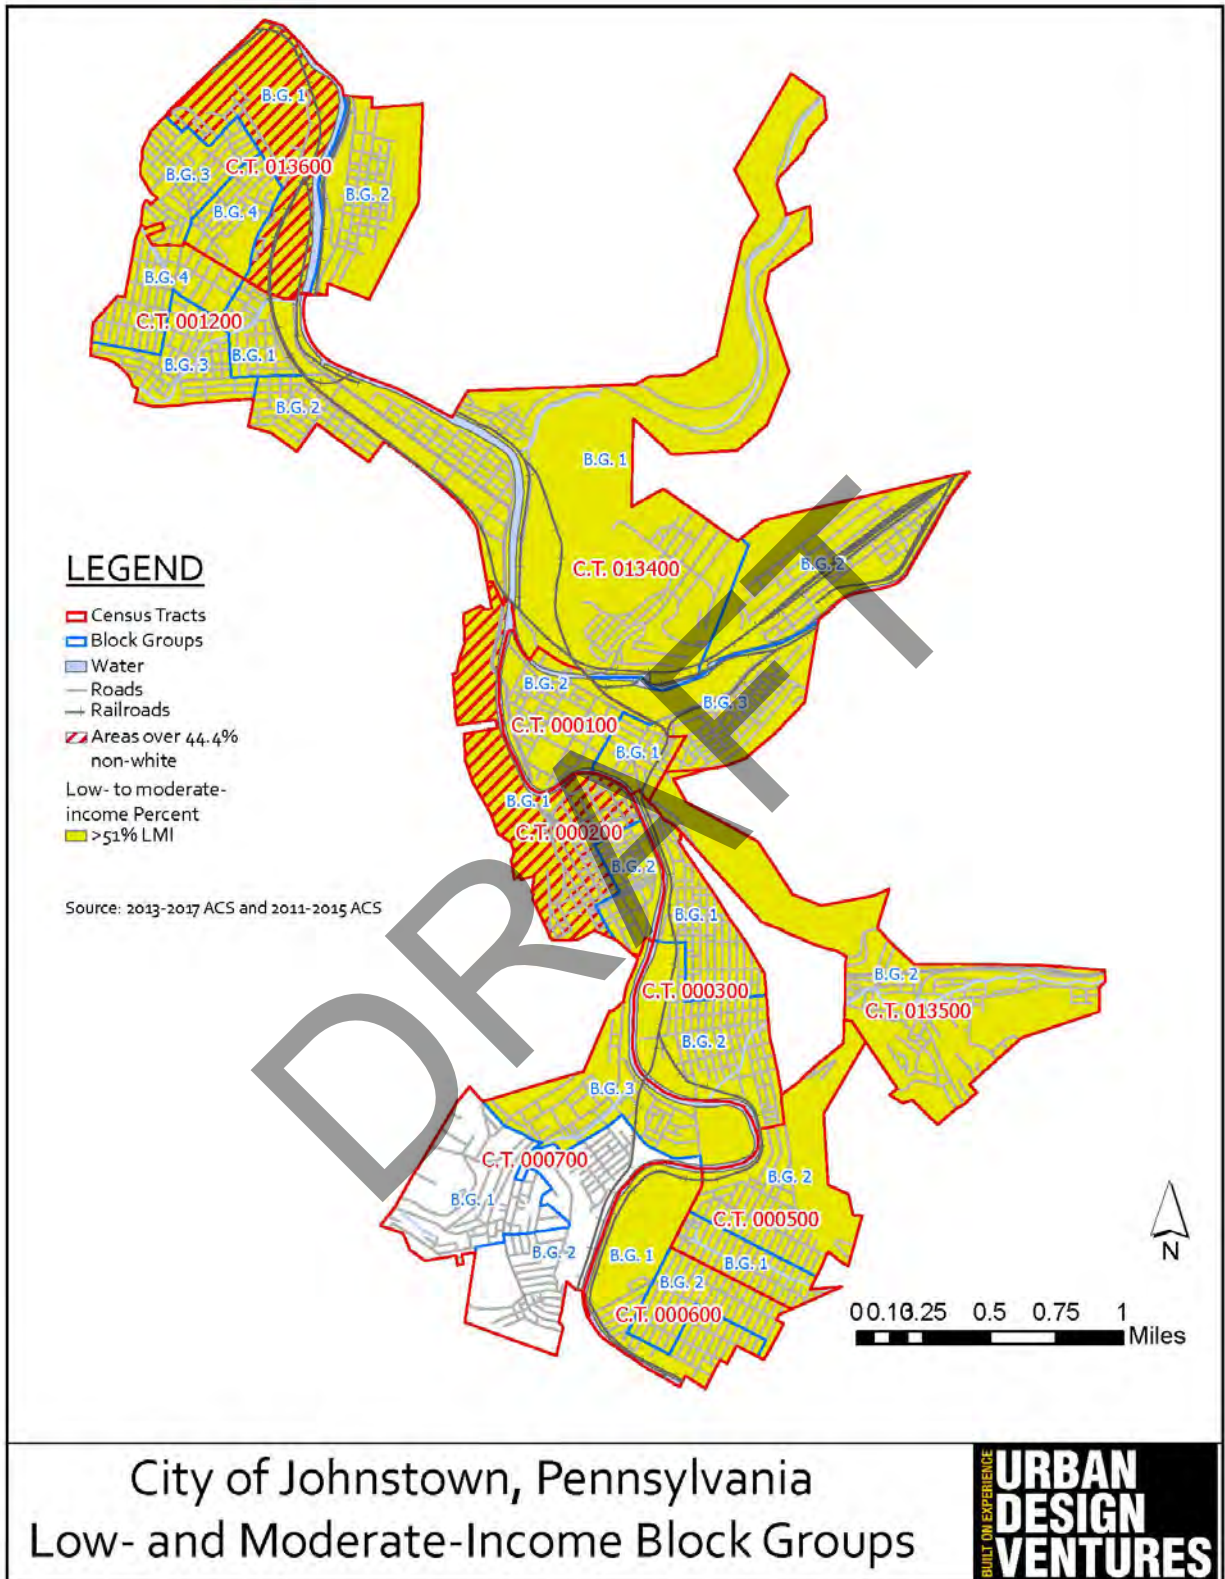 B.G. 1
C.T. 013600
B.G. 3
B.G. 2
B.G. 4
B.G. 4
C.T. 001200
B.G. 3
B.G. 1
B.G. 2
B.G. 1
C.T. 013400
B.G. 2
LEGEND
Census Tracts
Block Groups
Water
Roads
Railroads
Areas over 44.4%
non-white
Low- to moderate-
income Percent
>51% LMI
Source: 2013-2017 ACS and 2011-2015 ACS
B.G. 2
B.G. 3
C.T. 000100
B.G. 1
B.G. 1
C.T. 000200
B.G. 2
B.G. 1
DRAFT
B.G. 2
C.T. 000300
C.T. 013500
B.G. 2
B.G. 3
C.T. 000700
B.G. 1
B.G. 2
B.G. 2
C.T. 000500
B.G. 1
B.G. 1
B.G. 2
C.T. 000600
N
0 0.13 0.25 0.5 0.75 1
Miles
City of Johnstown, Pennsylvania
Low- and Moderate-Income Block Groups
BUILT ON EXPERIENCE
URBAN
DESIGN
VENTURES